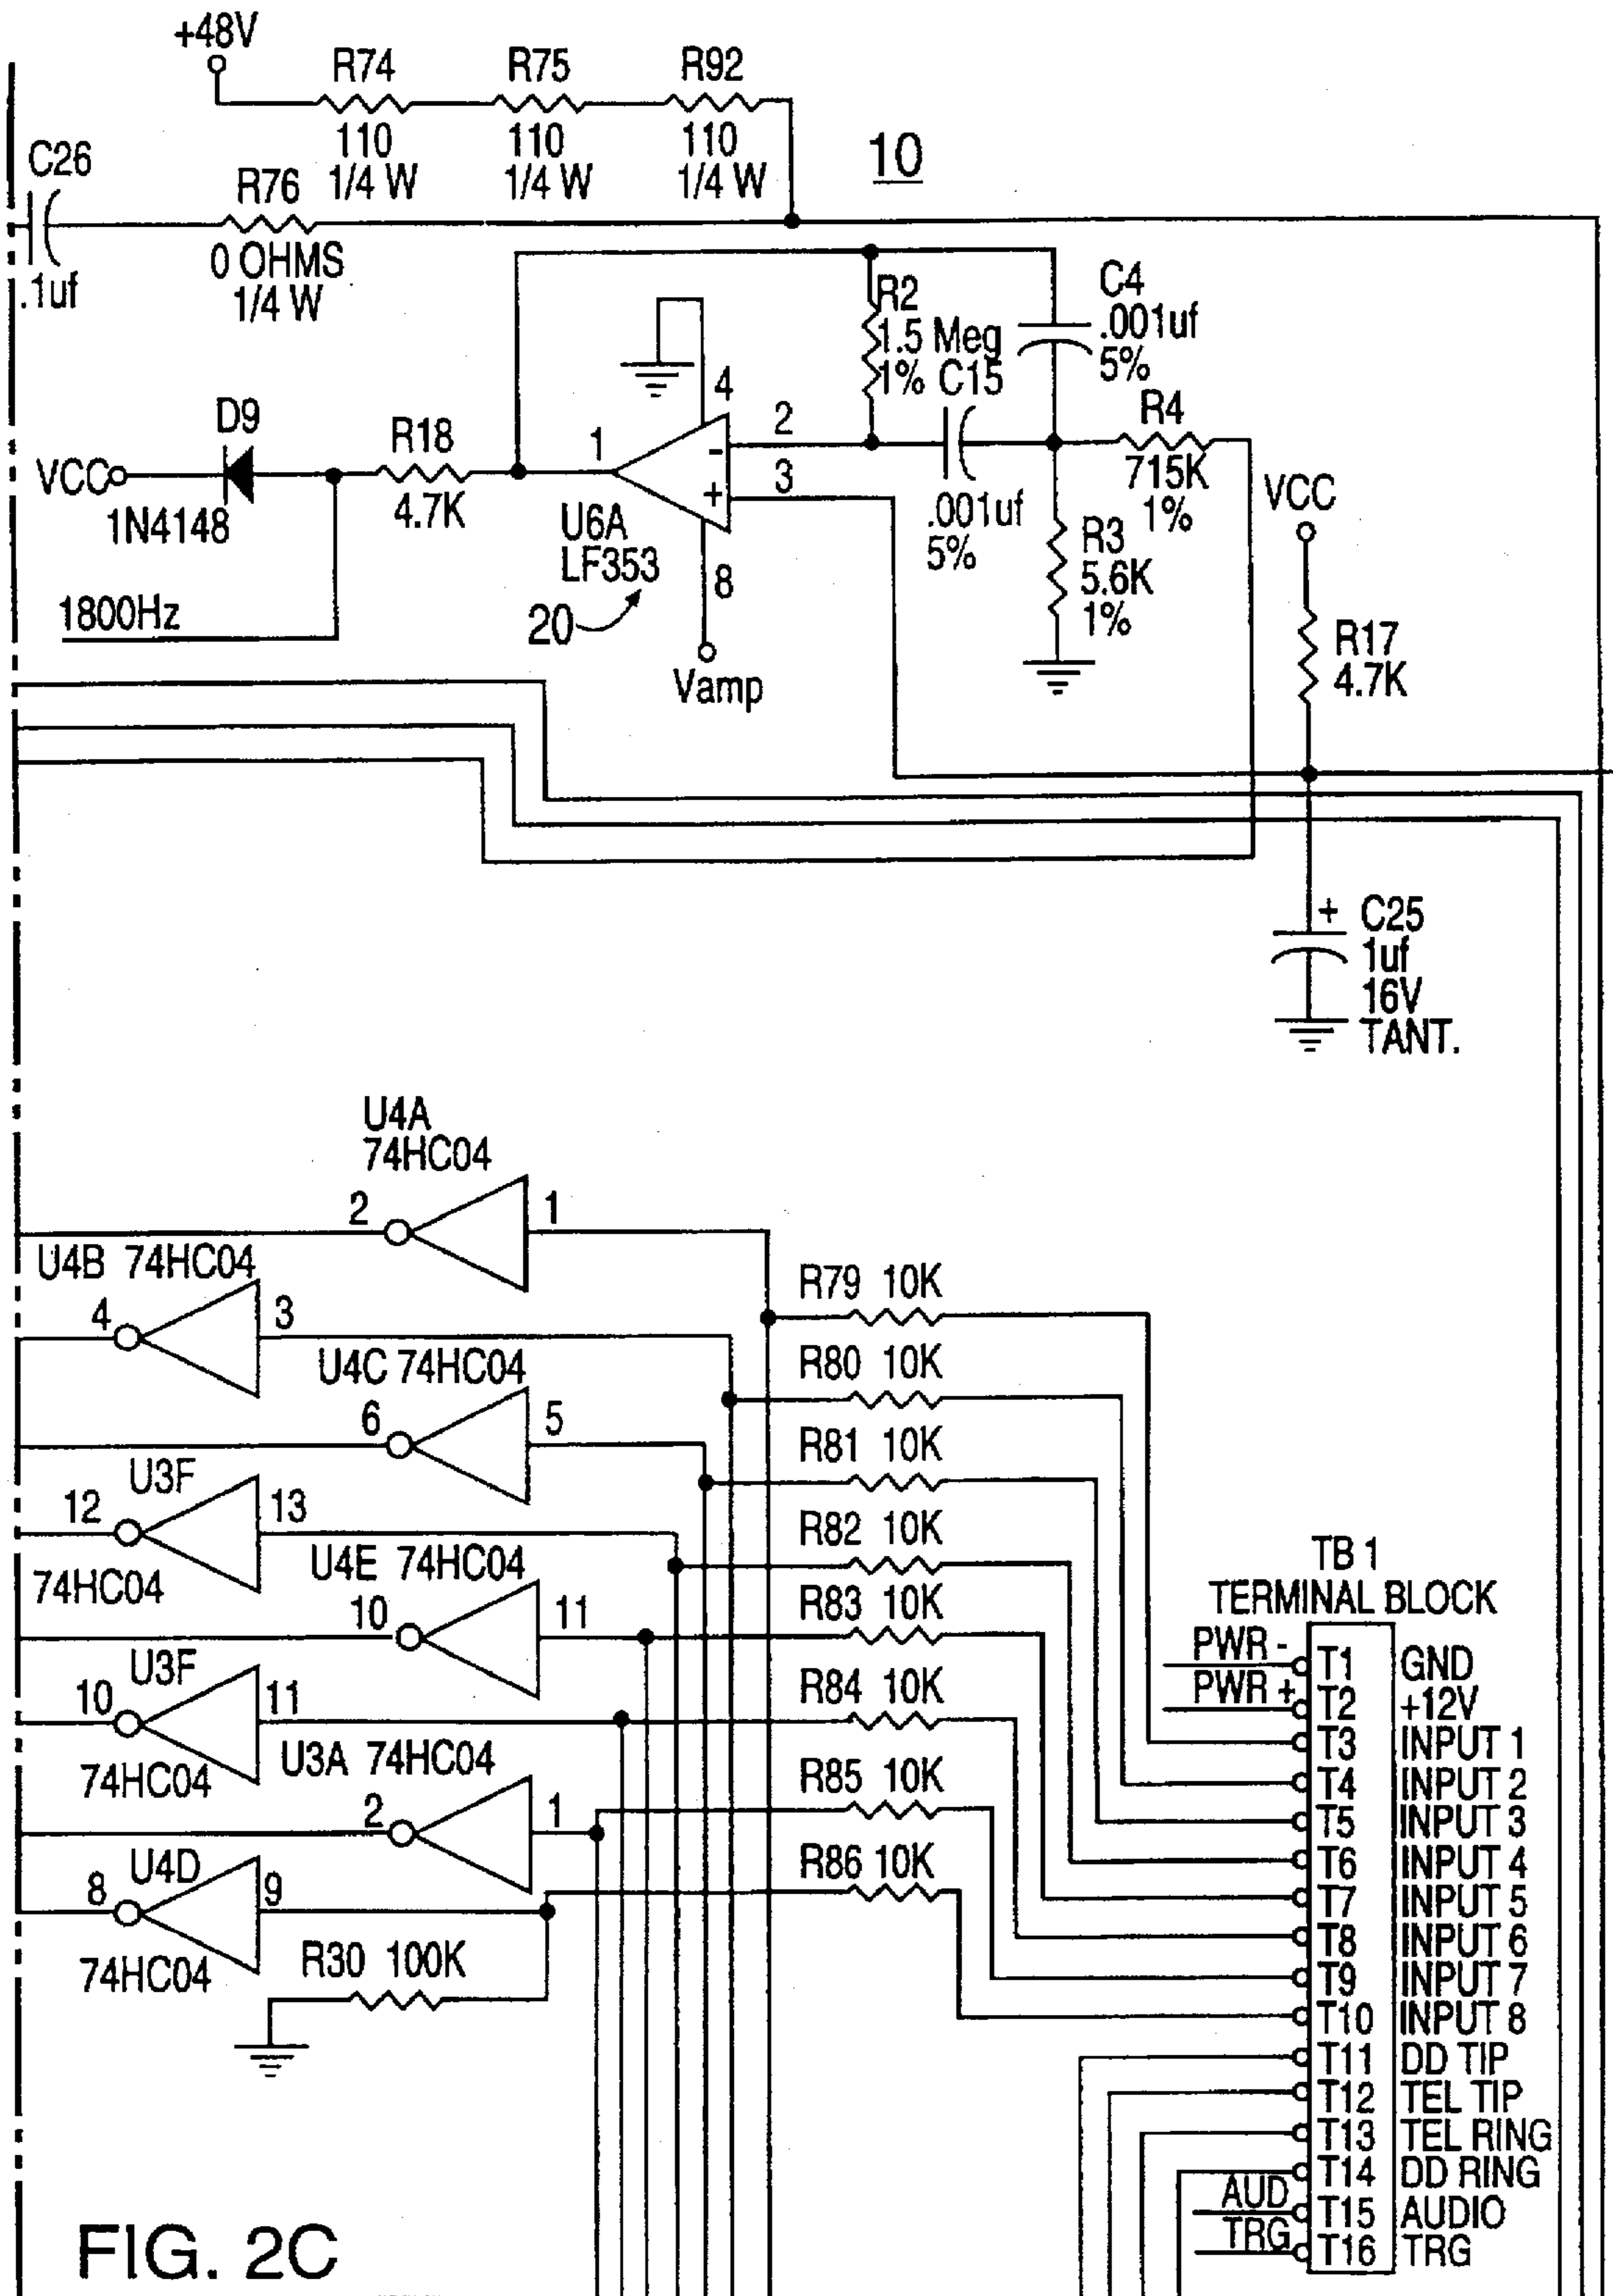 +48V
R74
110
1/4 W
R75
110
1/4 W
R92
110
1/4 W
10
C26
.1uf
R76
0 OHMS
1/4 W
R2
1.5 Meg
1%
C4
.001uf
5%
C15
.001uf
5%
R4
715K
1%
D9
VCC
1N4148
R18
4.7K
1
4
-
2
+
3
8
U6A
LF353
20
Vamp
1800Hz
R3
5.6K
1%
VCC
R17
4.7K
+
C25
1uf
16V
TANT.
U4A
74HC04
2
1
U4B 74HC04
4
3
U4C 74HC04
6
5
U3F
12
13
74HC04
U4E 74HC04
10
11
U3F
10
11
74HC04
U3A 74HC04
2
1
U4D
8
9
74HC04
R30 100K
R79 10K
R80 10K
R81 10K
R82 10K
R83 10K
R84 10K
R85 10K
R86 10K
TB 1
TERMINAL BLOCK
PWR - T1 GND
PWR + T2 +12V
T3 INPUT 1
T4 INPUT 2
T5 INPUT 3
T6 INPUT 4
T7 INPUT 5
T8 INPUT 6
T9 INPUT 7
T10 INPUT 8
T11 DD TIP
T12 TEL TIP
T13 TEL RING
T14 DD RING
AUD T15 AUDIO
TRG T16 TRG
FIG. 2C